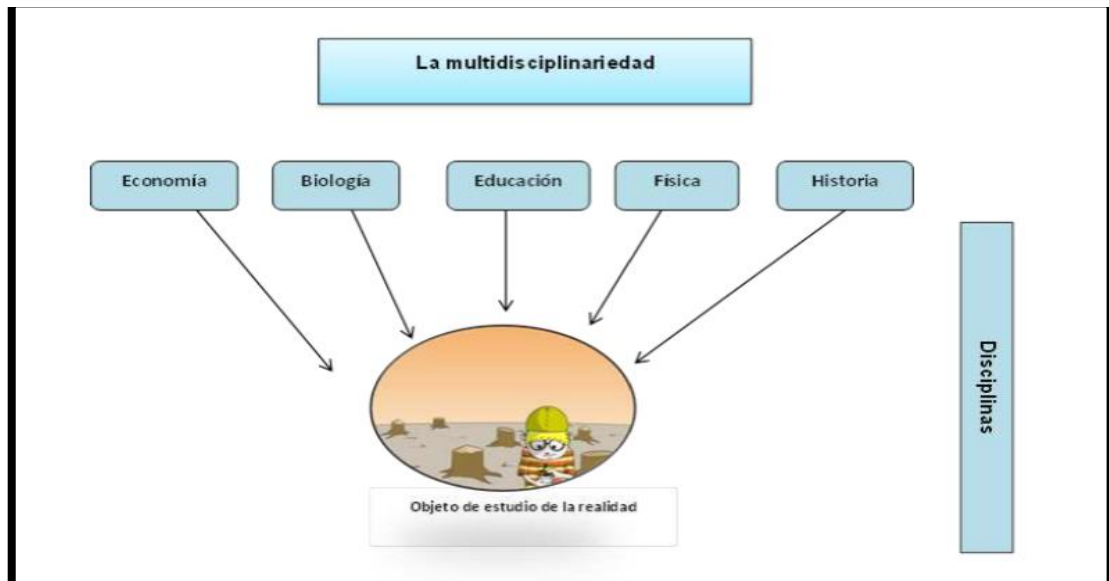 La multidisciplinariedad
Economía
Biología
Educación
Física
Historia
Disciplinas
Objeto de estudio de la realidad